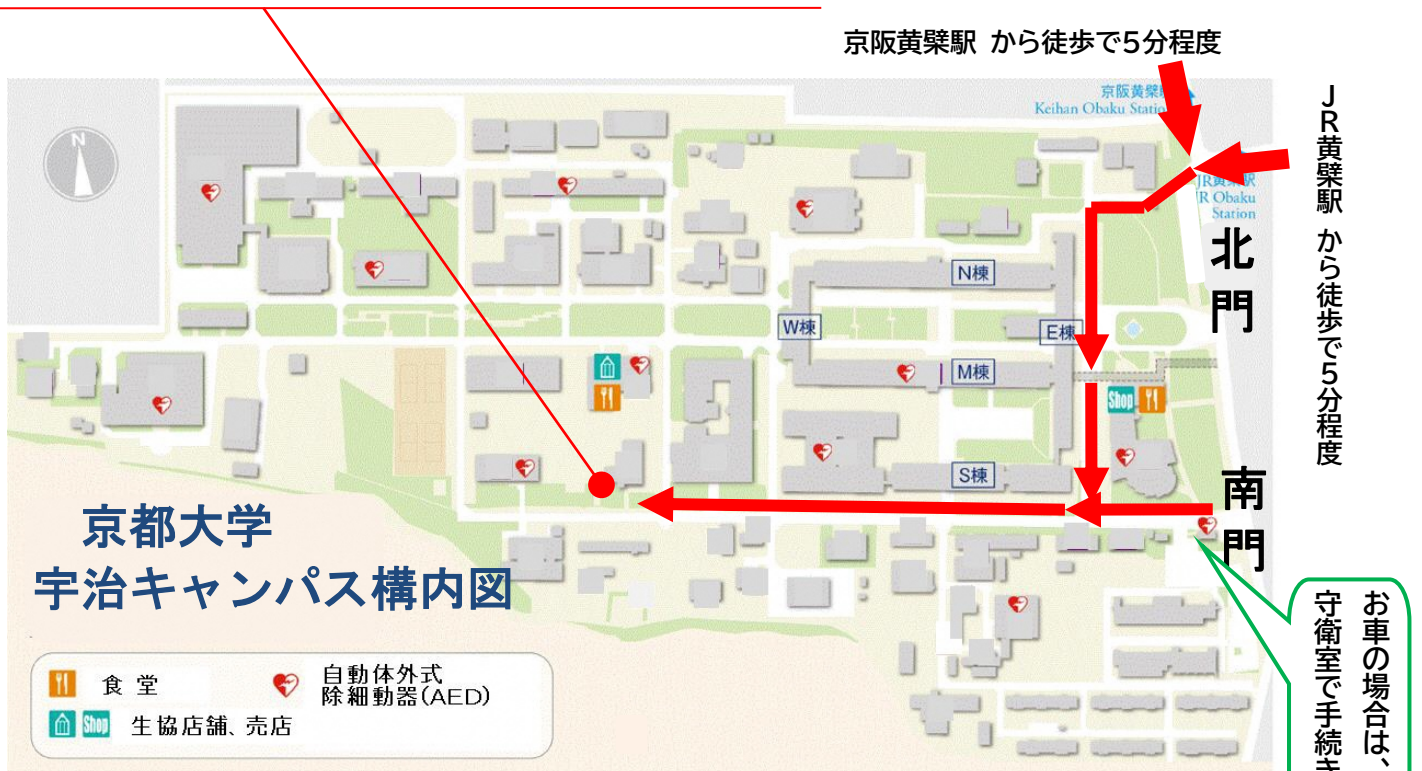 京阪黄檗駅 から徒歩で5分程度
京阪黄檗
Keihan Obaku Station
JR黄檗駅 から徒歩で5分程度
N
JR黄檗駅
JR Obaku
Station
北門
N棟
W棟
E棟
M棟
Shop
S棟
南門
京都大学
宇治キャンパス構内図
お車の場合は、
守衛室で手続き
食堂
自動体外式
除細動器(AED)
Shop 生協店舗、売店